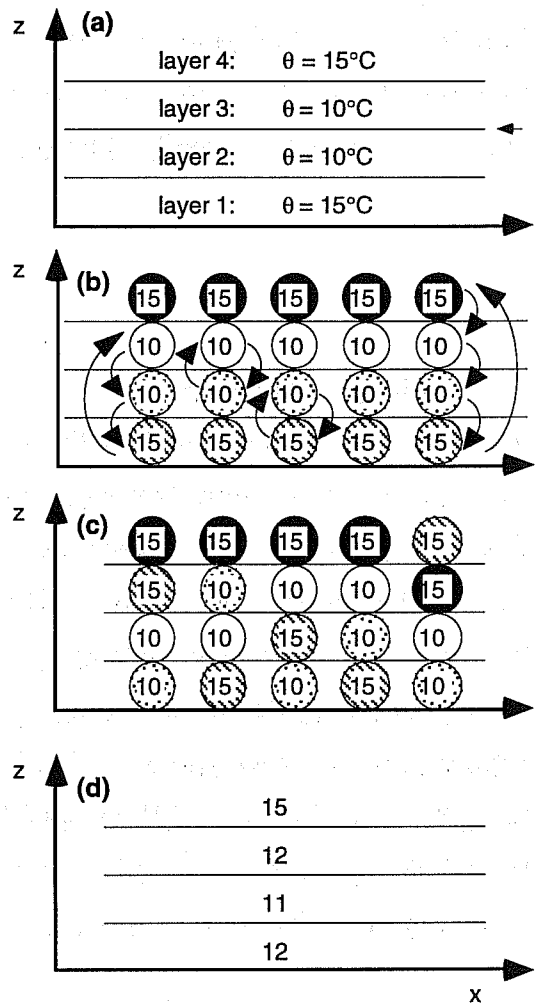 z (a)
layer 4: θ = 15°C
layer 3: θ = 10°C
layer 2: θ = 10°C
layer 1: θ = 15°C
z (b)
15 15 15 15 15
10 10 10 10 10
10 10 10 10 10
15 15 15 15 15
z (c)
15 15 15 15 15
15 10 10 10 15
10 10 15 10 10
10 15 10 15 10
z (d)
15
12
11
12
x